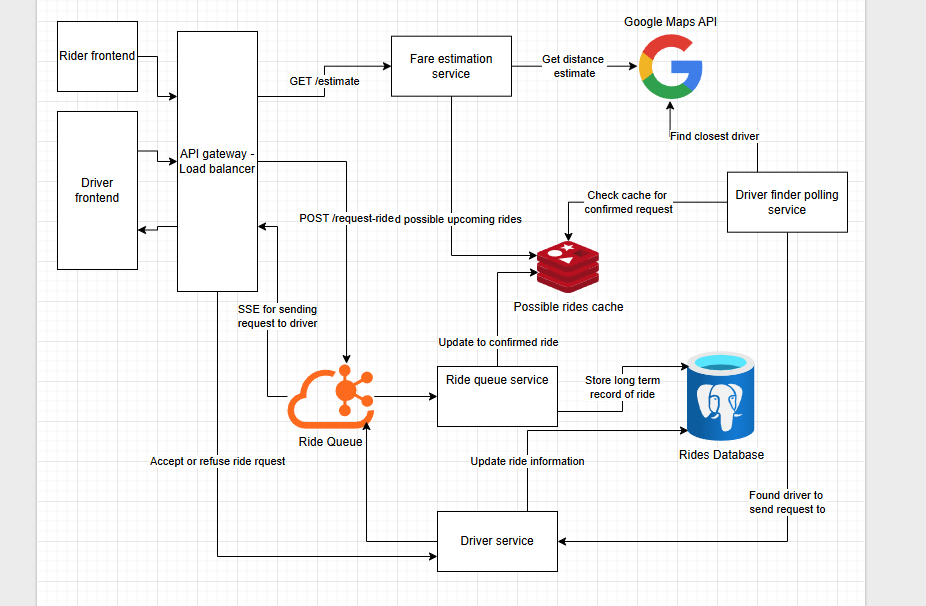 Google Maps API
Rider frontend
Fare estimation
service
Get distance
estimate
GET /estimate
Find closest driver
API gateway -
Load balancer
Driver
frontend
Check cache for
confirmed request
Driver finder polling
service
POST /request-ride
d possible upcoming rides
SSE for sending
request to driver
Possible rides cache
Update to confirmed ride
Ride queue service
Store long term
record of ride
Ride Queue
Rides Database
Accept or refuse ride rquest
Update ride information
Found driver to
send request to
Driver service